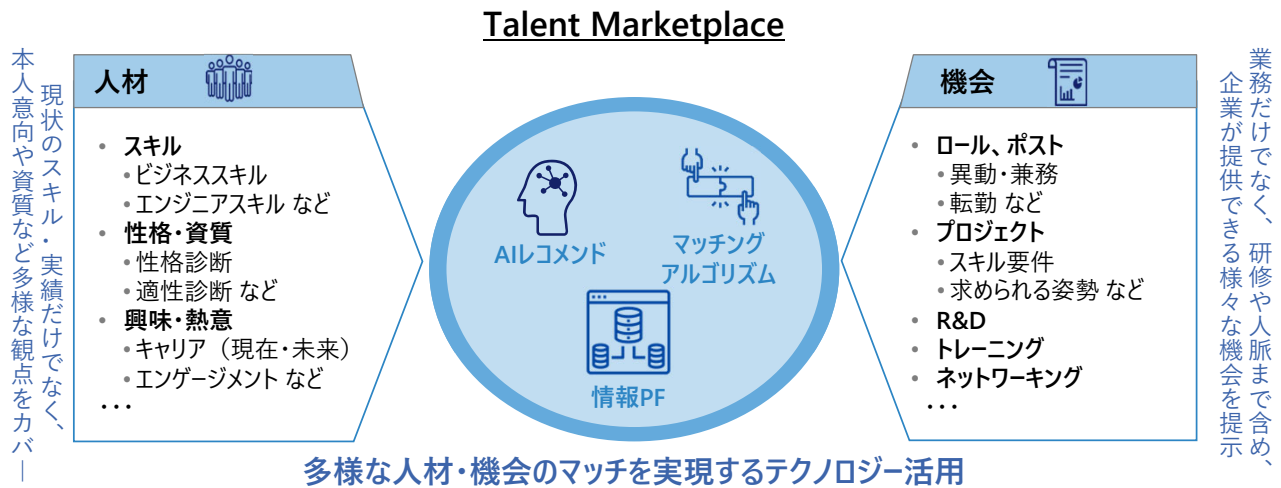 Talent Marketplace
現状のスキル・実績だけでなく、
本人意向や資質など多様な観点をカバー
人材
• スキル
•ビジネススキル
•エンジニアスキル など
• 性格・資質
•性格診断
•適性診断 など
• 興味・熱意
•キャリア（現在・未来）
•エンゲージメント など
・・・
AIレコメンド
マッチング
アルゴリズム
情報PF
機会
• ロール、ポスト
•異動・兼務
•転勤 など
• プロジェクト
•スキル要件
•求められる姿勢 など
• R&D
• トレーニング
• ネットワーキング
・・・
業務だけでなく、研修や人脈まで含め、
企業が提供できる様々な機会を提示
多様な人材・機会のマッチを実現するテクノロジー活用